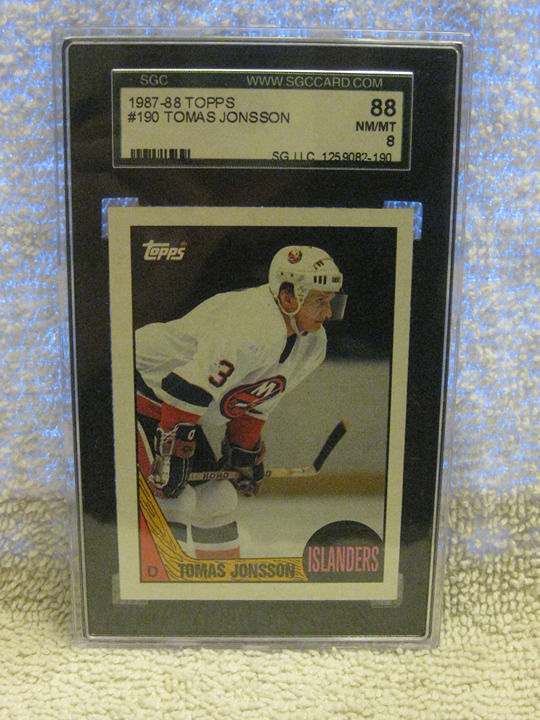 SGC WWW.SGCCARD.COM
1987-88 TOPPS 88
#190 TOMAS JONSSON NM/MT
8
SG LLC 1259082-190
Topps
3
KOHO
D TOMAS JONSSON ISLANDERS